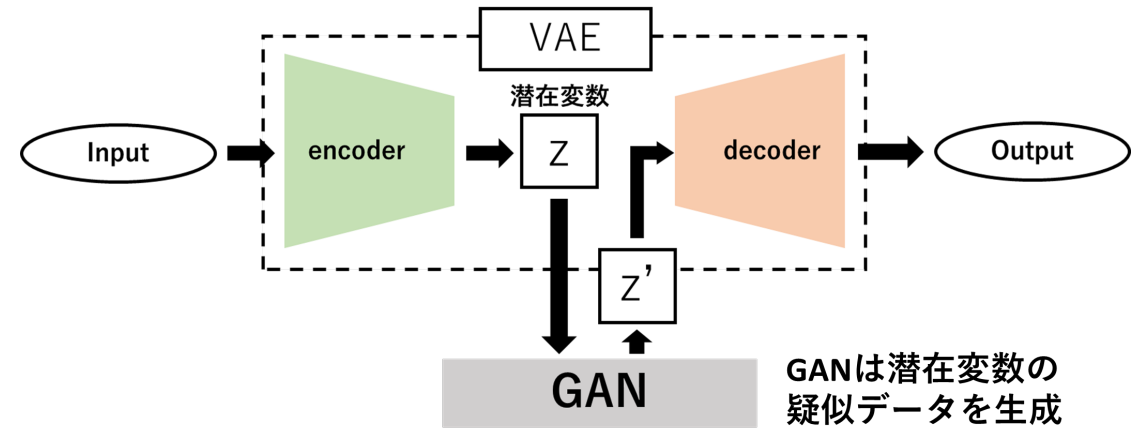 VAE
潜在変数
Input
encoder
Z
decoder
Output
Z’
GAN
GANは潜在変数の
疑似データを生成